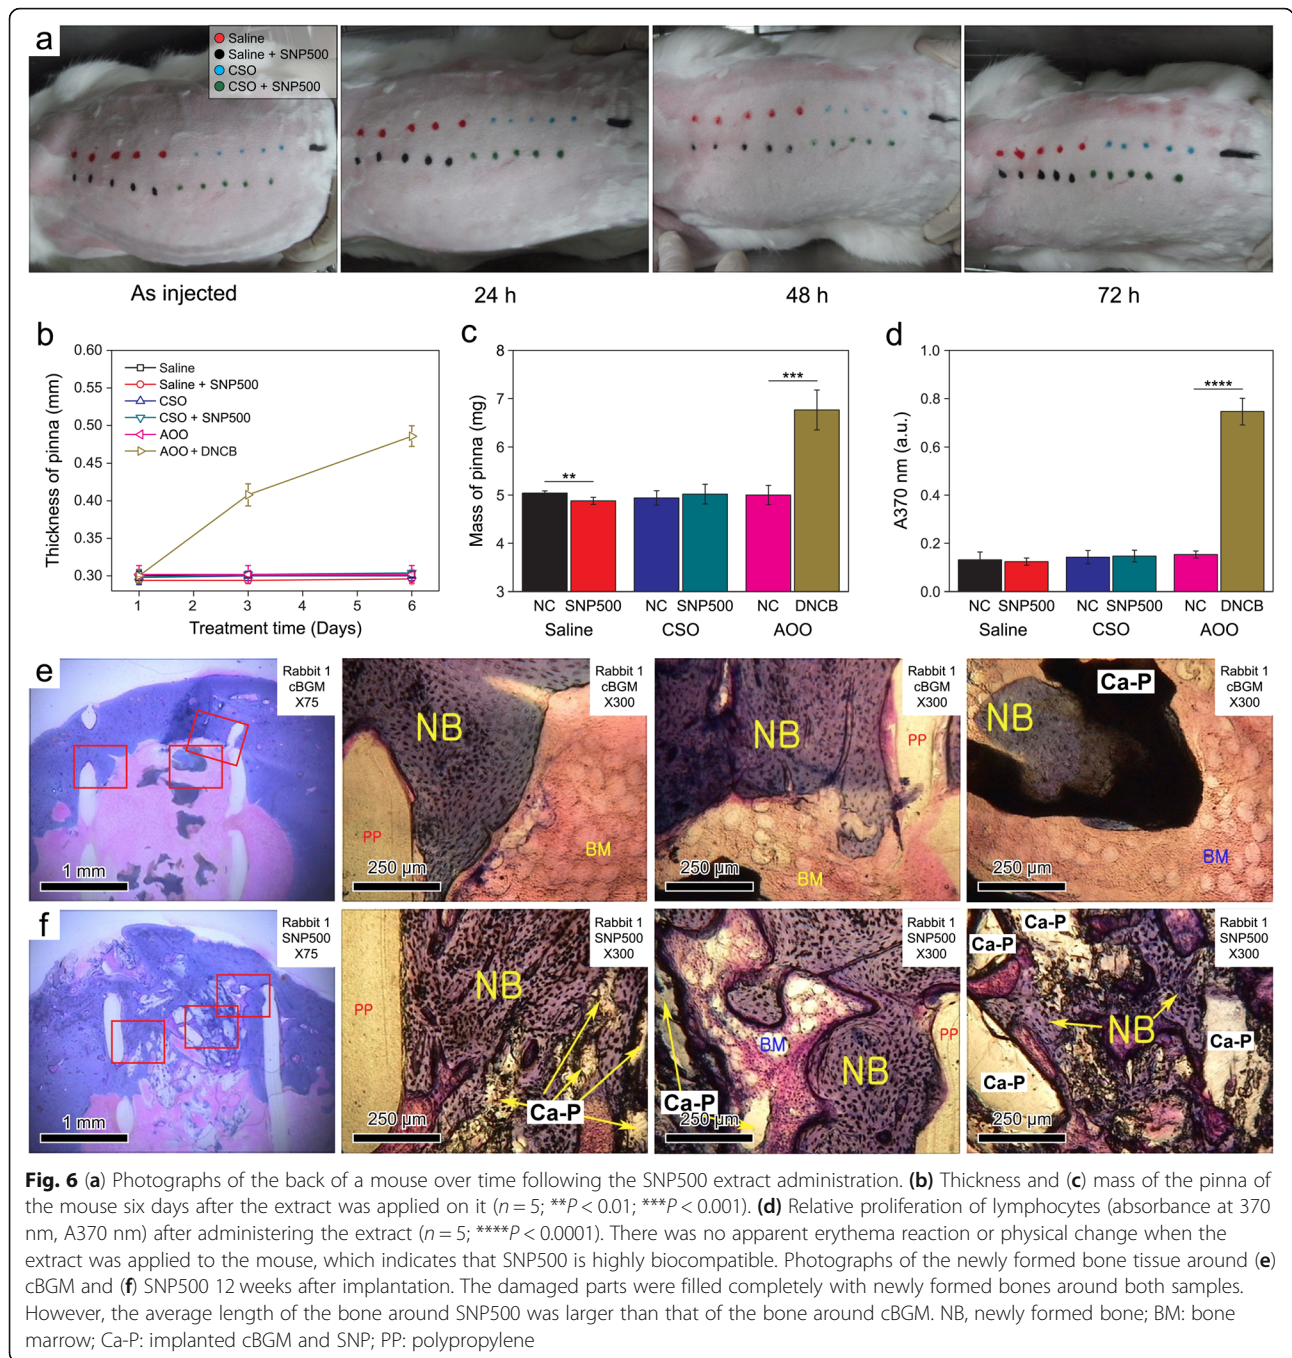 a
Saline
Saline + SNP500
CSO
CSO + SNP500
As injected
24 h
48 h
72 h
b
Thickness of pinna (mm)
0.60
0.55
0.50
0.45
0.40
0.35
0.30
Saline
Saline + SNP500
CSO
CSO + SNP500
AOO
AOO + DNCB
1 2 3 4 5 6
Treatment time (Days)
c
Mass of pinna (mg)
8
7
6
5
4
3
**
***
NC SNP500 NC SNP500 NC DNCB
Saline CSO AOO
d
A370 nm (a.u.)
1.0
0.8
0.6
0.4
0.2
0.0
****
NC SNP500 NC SNP500 NC DNCB
Saline CSO AOO
e
Rabbit 1
cBGM
X75
1 mm
Rabbit 1
cBGM
X300
NB
PP
BM
250 µm
Rabbit 1
cBGM
X300
NB
PP
BM
250 µm
Rabbit 1
cBGM
X300
Ca-P
NB
BM
250 µm
f
Rabbit 1
SNP500
X75
1 mm
Rabbit 1
SNP500
X300
NB
PP
Ca-P
250 µm
Rabbit 1
SNP500
X300
BM
PP
NB
Ca-P
250 µm
Rabbit 1
SNP500
X300
Ca-P
Ca-P
NB
Ca-P
Ca-P
250 µm
Fig. 6 (a) Photographs of the back of a mouse over time following the SNP500 extract administration. (b) Thickness and (c) mass of the pinna of
the mouse six days after the extract was applied on it (n = 5; **P < 0.01; ***P < 0.001). (d) Relative proliferation of lymphocytes (absorbance at 370
nm, A370 nm) after administering the extract (n = 5; ****P < 0.0001). There was no apparent erythema reaction or physical change when the
extract was applied to the mouse, which indicates that SNP500 is highly biocompatible. Photographs of the newly formed bone tissue around (e)
cBGM and (f) SNP500 12 weeks after implantation. The damaged parts were filled completely with newly formed bones around both samples.
However, the average length of the bone around SNP500 was larger than that of the bone around cBGM. NB, newly formed bone; BM: bone
marrow; Ca-P: implanted cBGM and SNP; PP: polypropylene